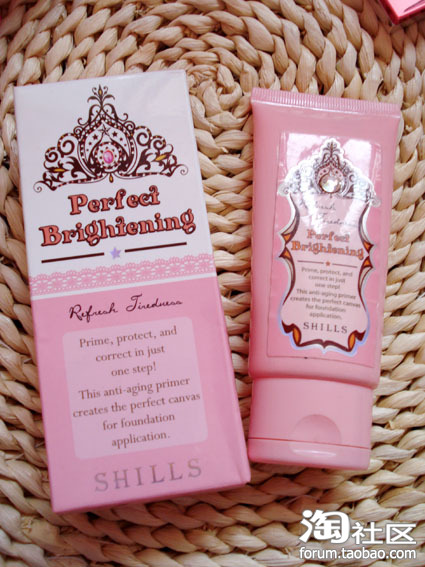 Perfect
Brightening
Refresh Tiredness
Prime, protect, and
correct in just
one step!
This anti-aging primer
creates the perfect canvas
for foundation
application.
SHILLS
Refresh
Tiredness
Perfect
Brightening
Prime, protect, and
correct in just
one step!
This anti-aging primer
creates the perfect canvas
for foundation
application.
SHILLS
淘社区
forum.taobao.com